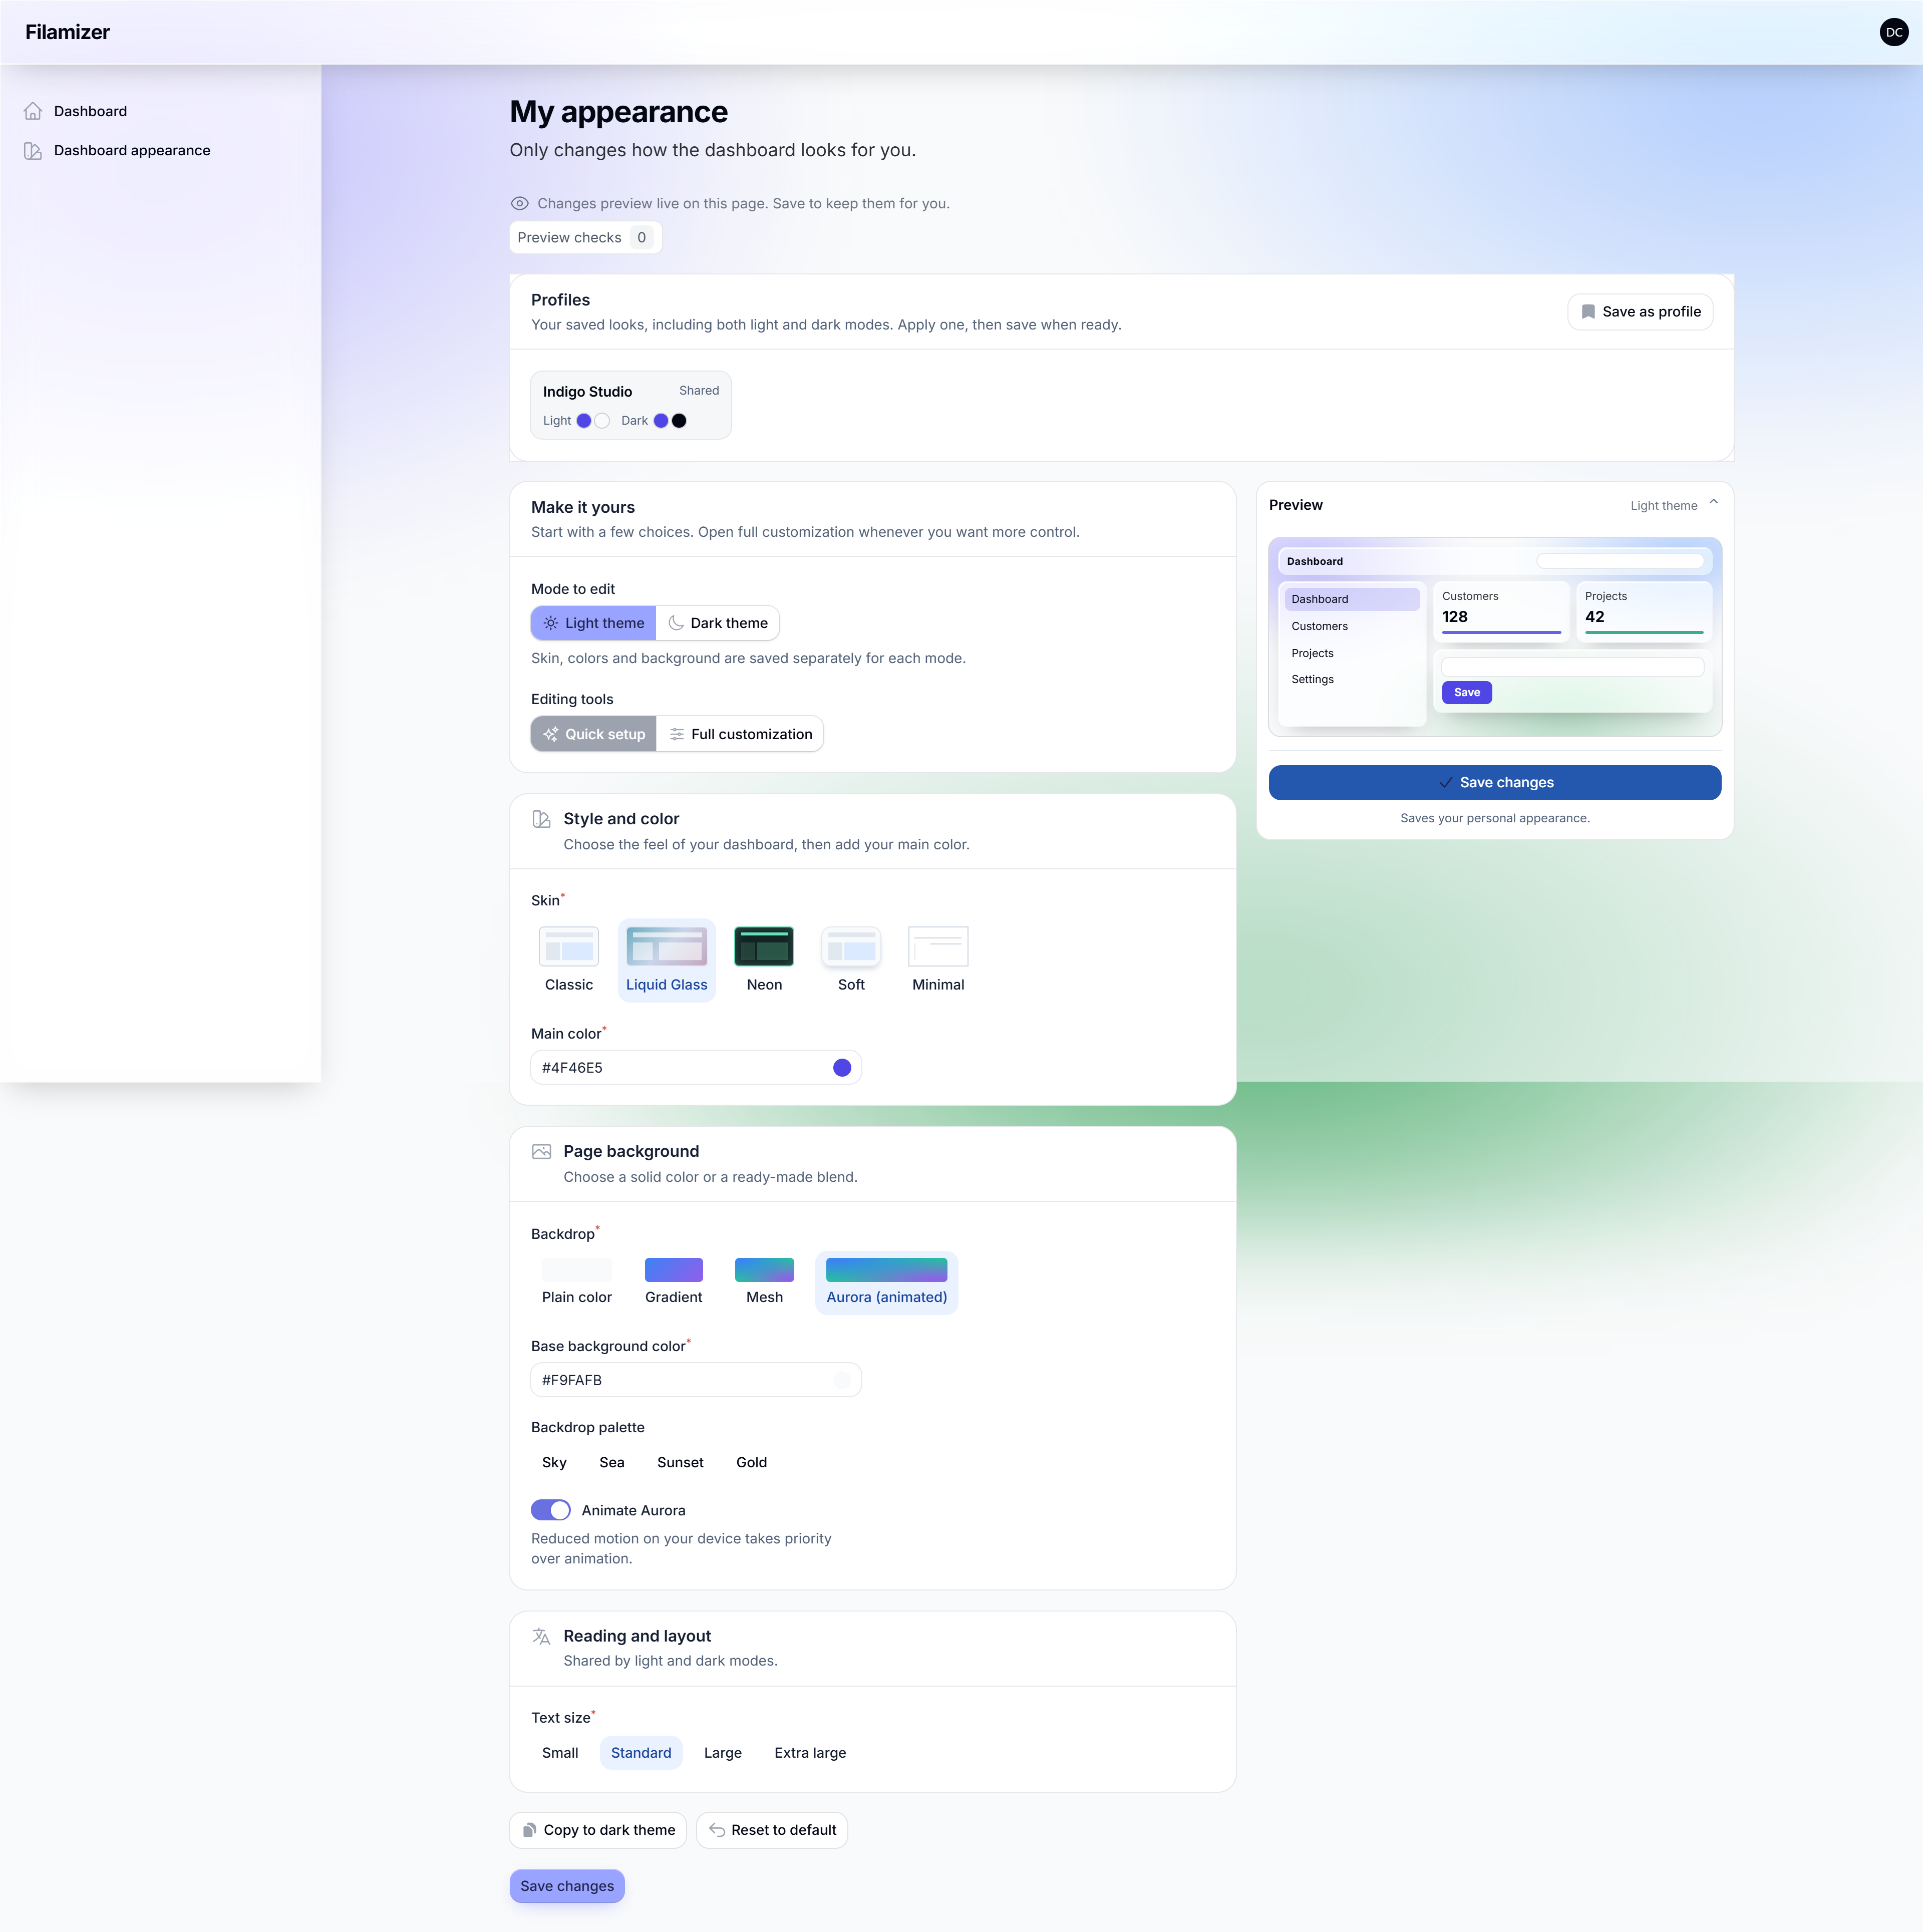 Filamizer
DC
Dashboard
Dashboard appearance
My appearance
Only changes how the dashboard looks for you.
Changes preview live on this page. Save to keep them for you.
Preview checks 0
Profiles
Your saved looks, including both light and dark modes. Apply one, then save when ready.
Save as profile
Indigo Studio Shared
Light Dark
Make it yours
Start with a few choices. Open full customization whenever you want more control.
Mode to edit
Light theme Dark theme
Skin, colors and background are saved separately for each mode.
Editing tools
Quick setup Full customization
Preview Light theme
Dashboard
Dashboard
Customers
Projects
Settings
Customers
128
Projects
42
Save
Save changes
Saves your personal appearance.
Style and color
Choose the feel of your dashboard, then add your main color.
Skin*
Classic Liquid Glass Neon Soft Minimal
Main color*
#4F46E5
Page background
Choose a solid color or a ready-made blend.
Backdrop*
Plain color Gradient Mesh Aurora (animated)
Base background color*
#F9FAFB
Backdrop palette
Sky Sea Sunset Gold
Animate Aurora
Reduced motion on your device takes priority
over animation.
Reading and layout
Shared by light and dark modes.
Text size*
Small Standard Large Extra large
Copy to dark theme Reset to default
Save changes